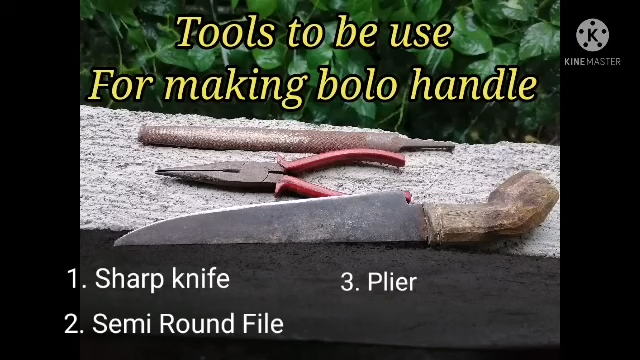 Tools to be use
For making bolo handle
K
KINEMASTER
1. Sharp knife
3. Plier
2. Semi Round File